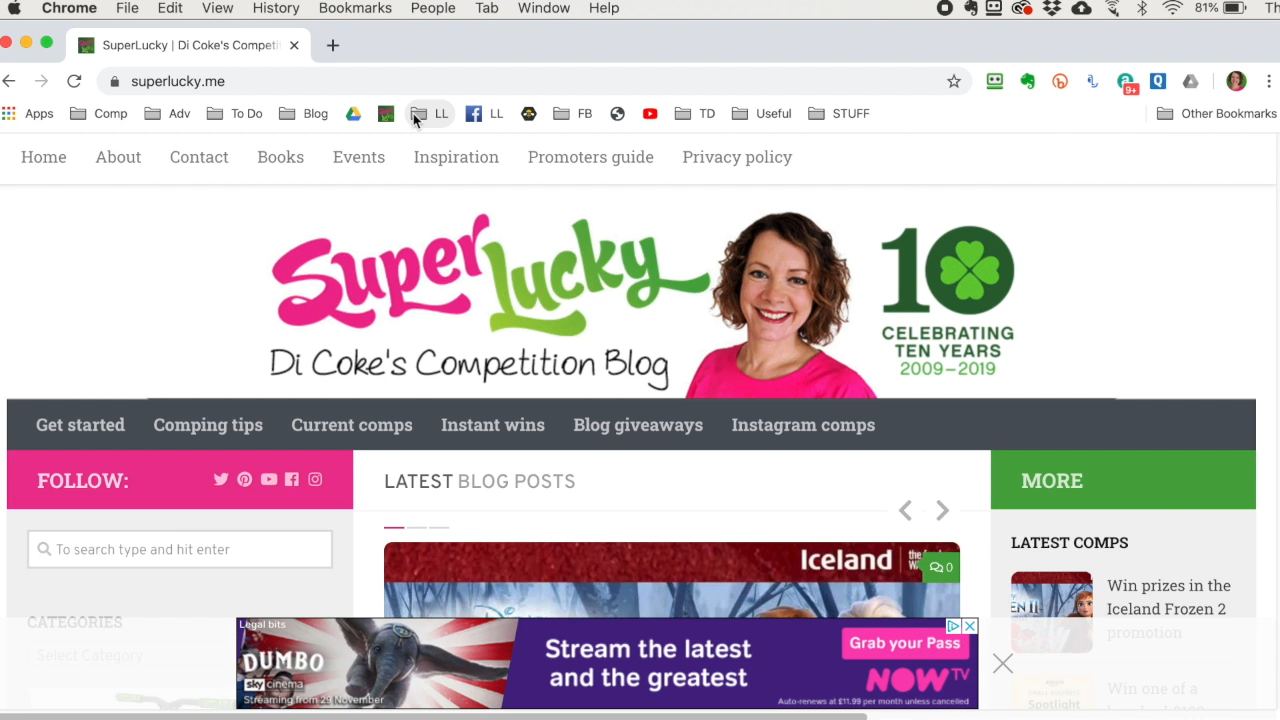 Chrome File Edit View History Bookmarks People Tab Window Help 81% Th
SuperLucky | Di Coke's Competi
superlucky.me 9+
Apps Comp Adv To Do Blog LL LL FB TD Useful STUFF Other Bookmarks
Home About Contact Books Events Inspiration Promoters guide Privacy policy
Super Lucky
Di Coke's Competition Blog
10
CELEBRATING
TEN YEARS
2009–2019
Get started Comping tips Current comps Instant wins Blog giveaways Instagram comps
FOLLOW:
To search type and hit enter
CATEGORIES
Select Category
LATEST BLOG POSTS
Iceland the
0
MORE
LATEST COMPS
Win prizes in the
Iceland Frozen 2
promotion
Win one of a
Spotlight
Legal bits
DUMBO
sky cinema
Streaming from 29 November
Stream the latest
and the greatest
Grab your Pass
NOW TV
Auto-renews at £11.99 per month unless cancelled